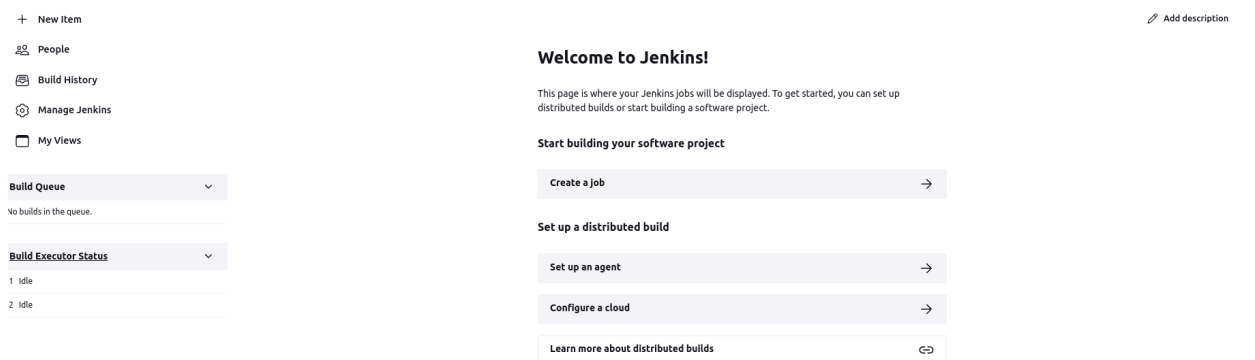 New Item
People
Build History
Manage Jenkins
My Views
Build Queue
No builds in the queue.
Build Executor Status
1 Idle
2 Idle
Add description
Welcome to Jenkins!
This page is where your Jenkins jobs will be displayed. To get started, you can set up
distributed builds or start building a software project.
Start building your software project
Create a job
Set up a distributed build
Set up an agent
Configure a cloud
Learn more about distributed builds